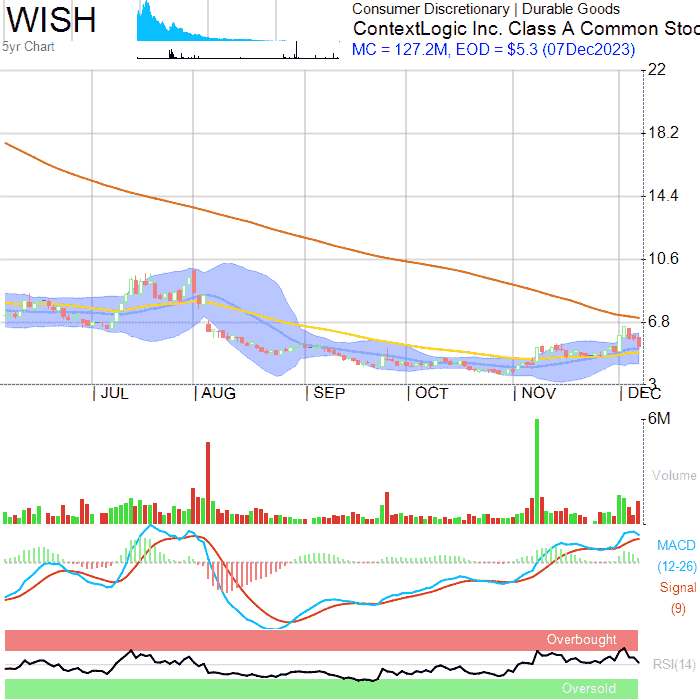 WISH
5yr Chart
Consumer Discretionary | Durable Goods
ContextLogic Inc. Class A Common Stoc
MC = 127.2M, EOD = $5.3 (07Dec2023)
22
18.2
14.4
10.6
6.8
3
| JUL | AUG | SEP | OCT | NOV | DEC
6M
Volume
MACD
(12-26)
Signal
(9)
Overbought
RSI(14)
Oversold